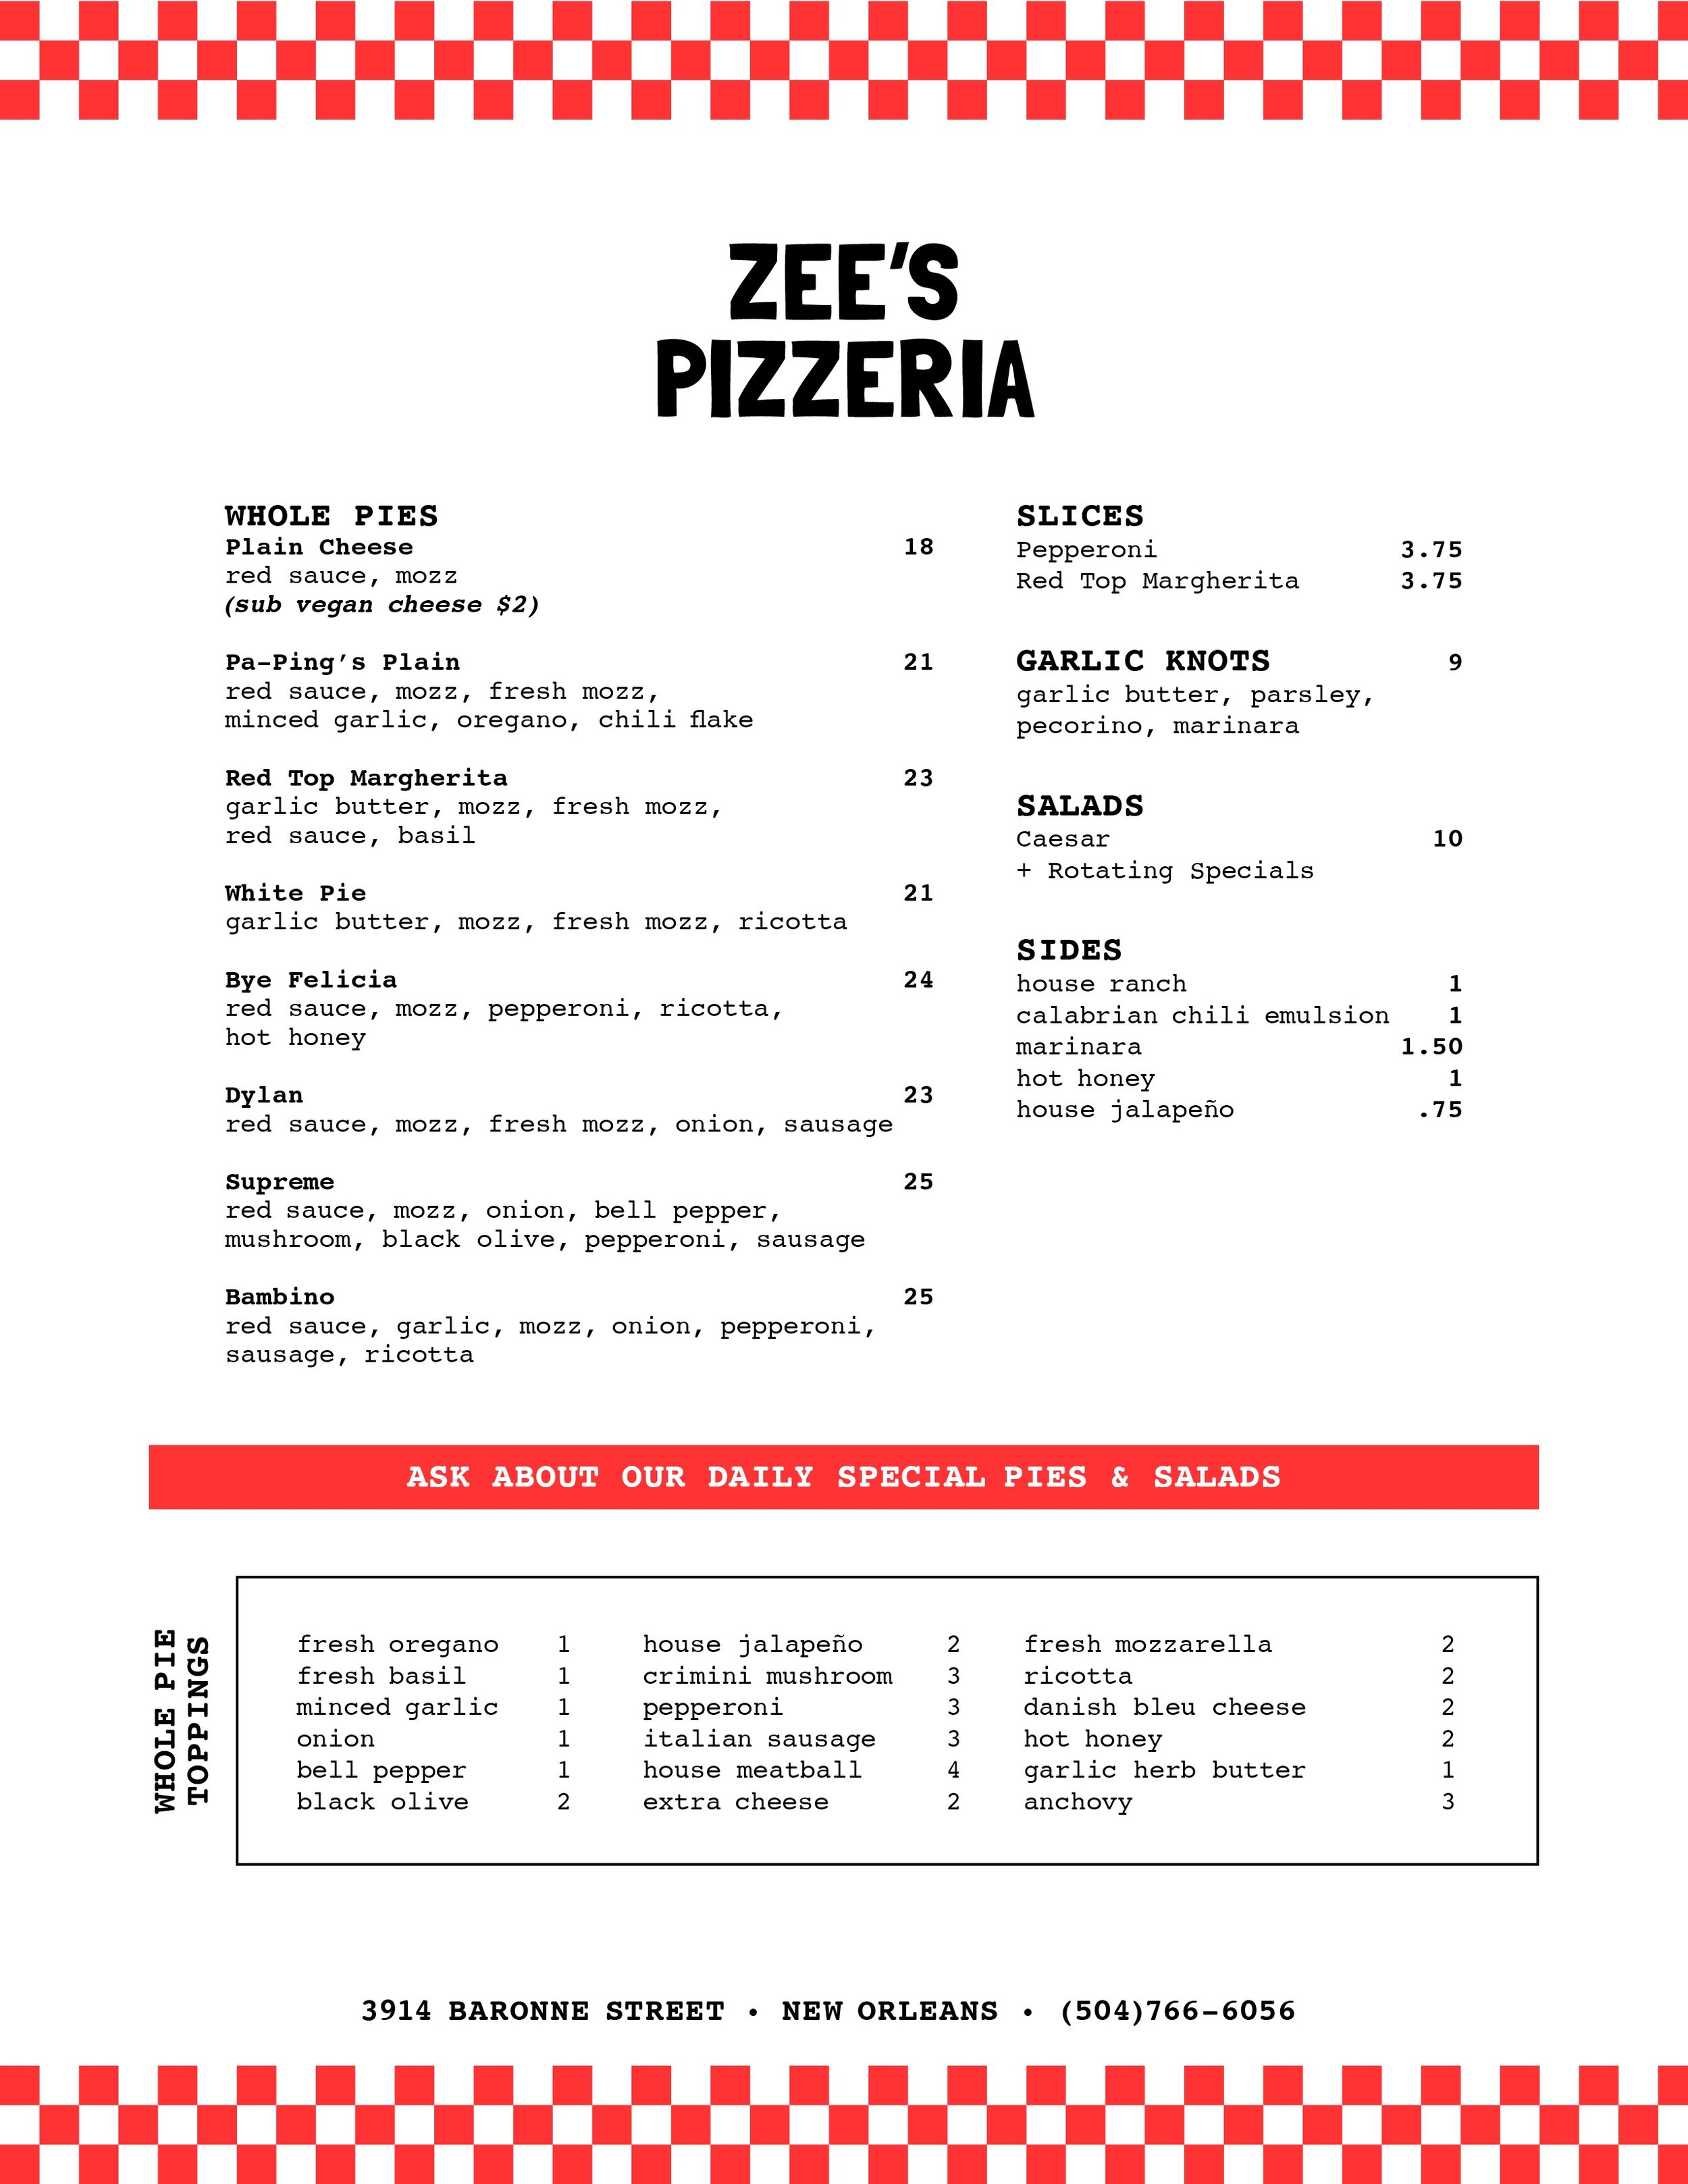 ZEE'S
PIZZERIA
WHOLE PIES
Plain Cheese 18
red sauce, mozz
(sub vegan cheese $2)
Pa-Ping's Plain 21
red sauce, mozz, fresh mozz,
minced garlic, oregano, chili flake
Red Top Margherita 23
garlic butter, mozz, fresh mozz,
red sauce, basil
White Pie 21
garlic butter, mozz, fresh mozz, ricotta
Bye Felicia 24
red sauce, mozz, pepperoni, ricotta,
hot honey
Dylan 23
red sauce, mozz, fresh mozz, onion, sausage
Supreme 25
red sauce, mozz, onion, bell pepper,
mushroom, black olive, pepperoni, sausage
Bambino 25
red sauce, garlic, mozz, onion, pepperoni,
sausage, ricotta
SLICES
Pepperoni 3.75
Red Top Margherita 3.75
GARLIC KNOTS 9
garlic butter, parsley,
pecorino, marinara
SALADS
Caesar 10
+ Rotating Specials
SIDES
house ranch 1
calabrian chili emulsion 1
marinara 1.50
hot honey 1
house jalapeño .75
ASK ABOUT OUR DAILY SPECIAL PIES & SALADS
WHOLE PIE
TOPPINGS
fresh oregano 1
fresh basil 1
minced garlic 1
onion 1
bell pepper 1
black olive 2
house jalapeño 2
crimini mushroom 3
pepperoni 3
italian sausage 3
house meatball 4
extra cheese 2
fresh mozzarella 2
ricotta 2
danish bleu cheese 2
hot honey 2
garlic herb butter 1
anchovy 3
3914 BARONNE STREET • NEW ORLEANS • (504)766-6056